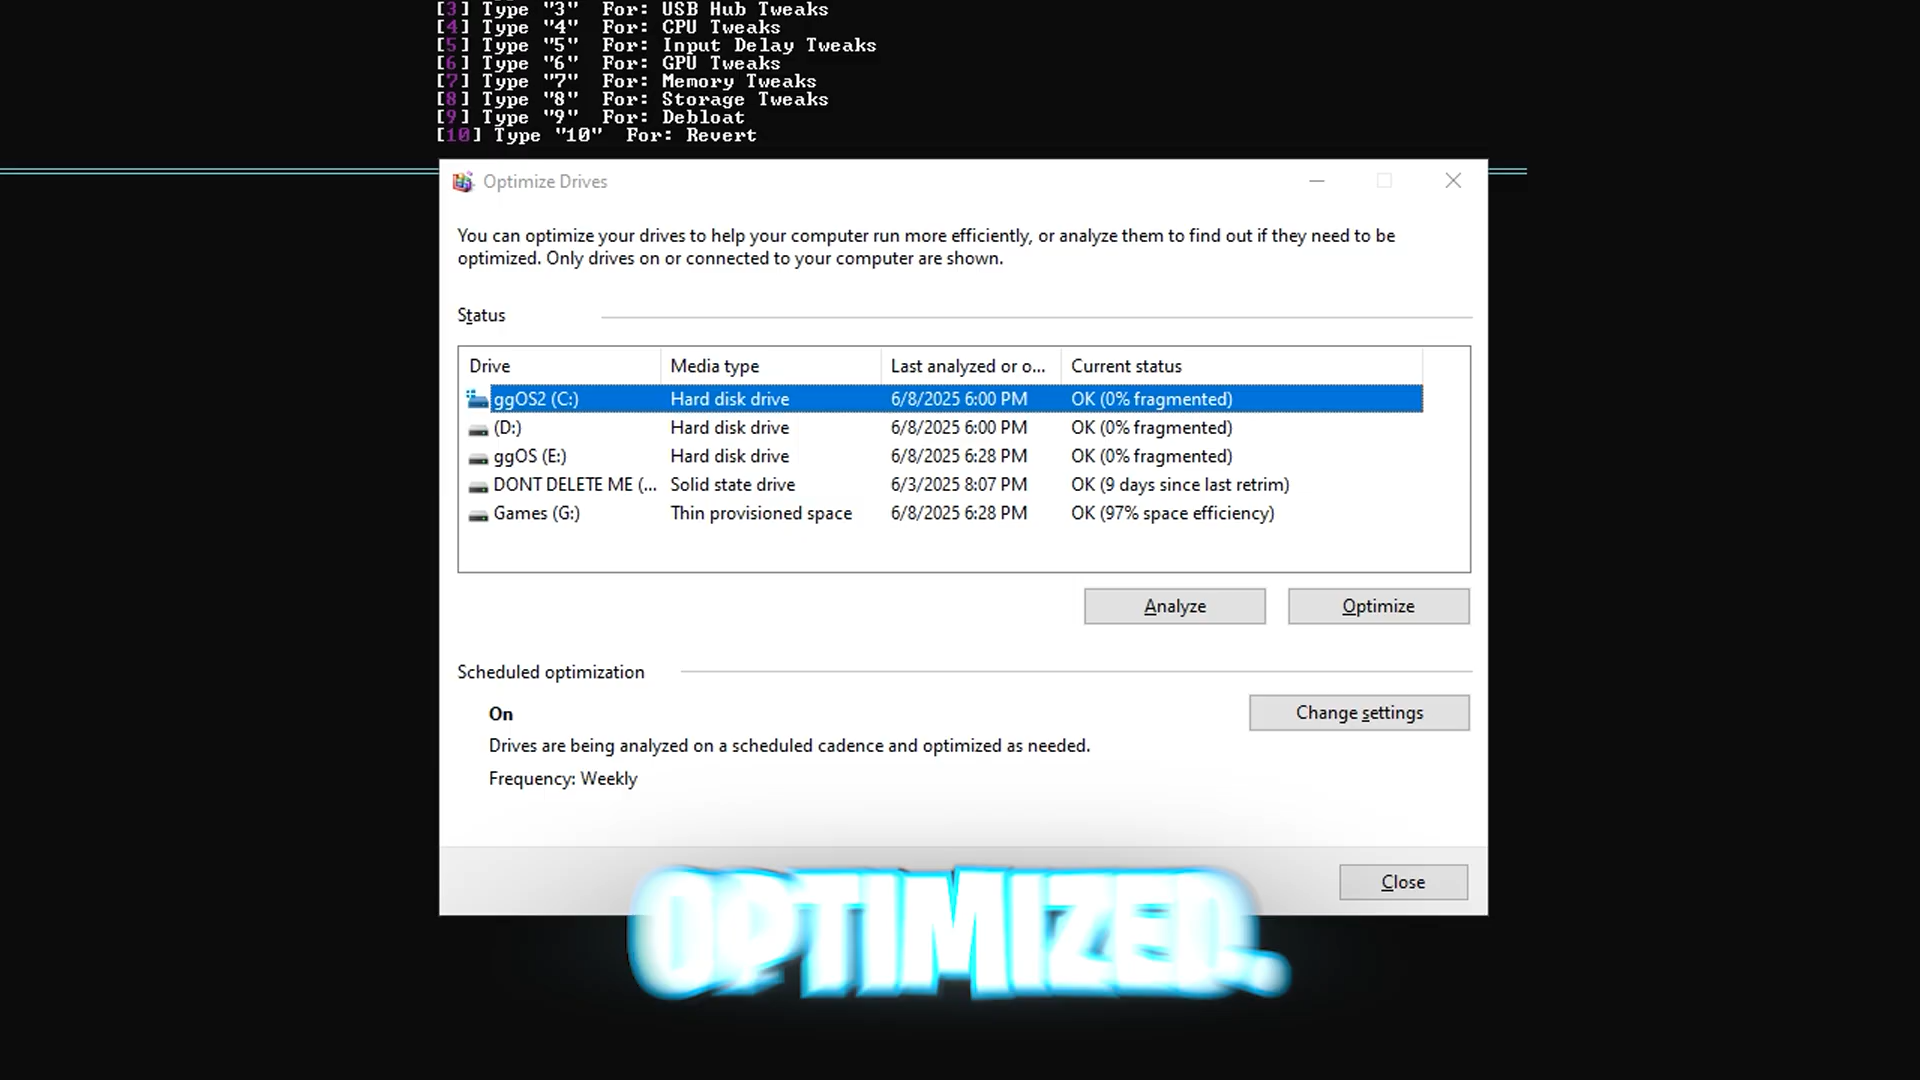 [3] Type "3"  For: USB Hub Tweaks
[4] Type "4"  For: CPU Tweaks
[5] Type "5"  For: Input Delay Tweaks
[6] Type "6"  For: GPU Tweaks
[7] Type "7"  For: Memory Tweaks
[8] Type "8"  For: Storage Tweaks
[9] Type "9"  For: Debloat
[10] Type "10"  For: Revert
Optimize Drives
You can optimize your drives to help your computer run more efficiently, or analyze them to find out if they need to be
optimized. Only drives on or connected to your computer are shown.
Status
Drive Media type Last analyzed or o... Current status
ggOS2 (C:) Hard disk drive 6/8/2025 6:00 PM OK (0% fragmented)
(D:) Hard disk drive 6/8/2025 6:00 PM OK (0% fragmented)
ggOS (E:) Hard disk drive 6/8/2025 6:28 PM OK (0% fragmented)
DONT DELETE ME (... Solid state drive 6/3/2025 8:07 PM OK (9 days since last retrim)
Games (G:) Thin provisioned space 6/8/2025 6:28 PM OK (97% space efficiency)
Analyze Optimize
Scheduled optimization
On
Change settings
Drives are being analyzed on a scheduled cadence and optimized as needed.
Frequency: Weekly
Close
OPTIMIZED.